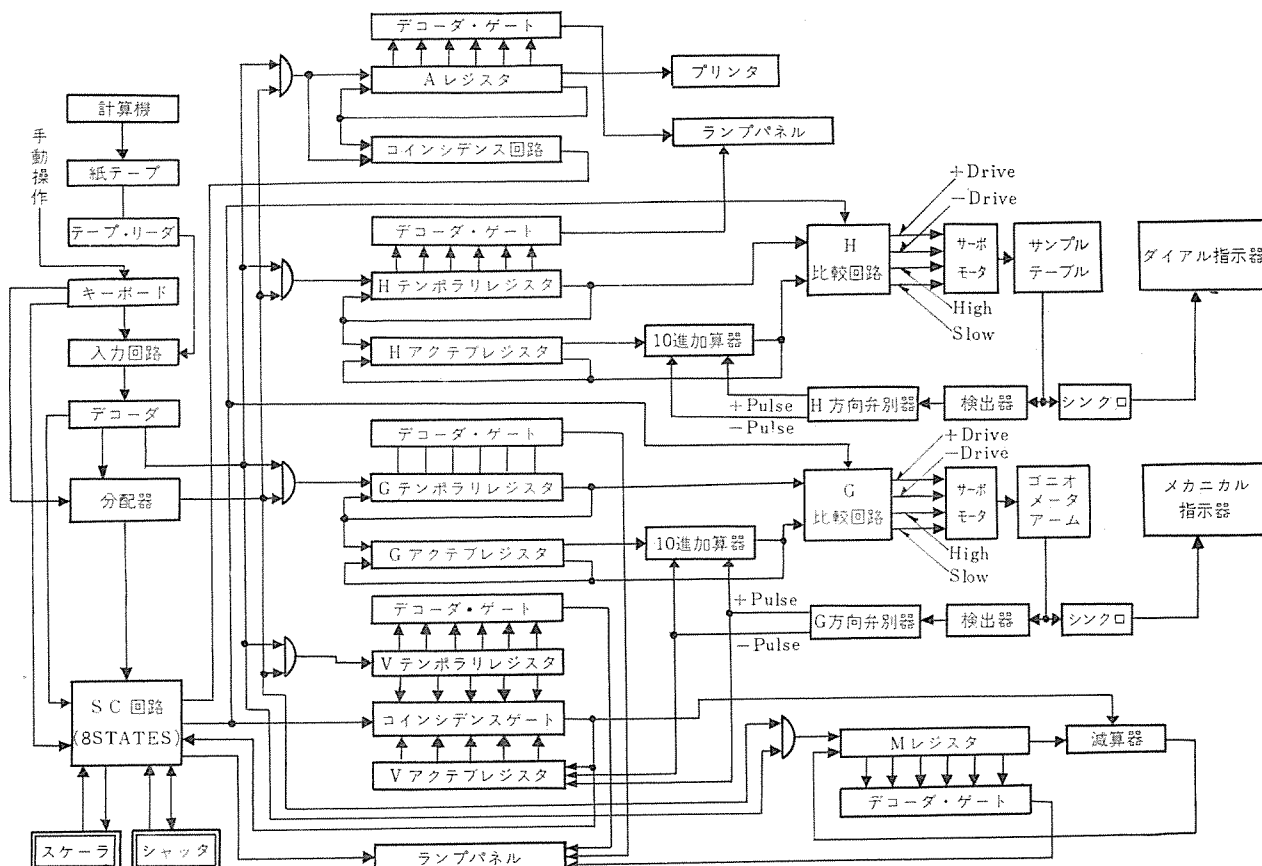 デコーダ・ゲート
Aレジスタ
プリンタ
計算機
ランプパネル
手動操作
コインシデンス回路
紙テープ
+Drive
−Drive
テープ・リーダ
デコーダ・ゲート
H
比較回路
サーボ
モータ
サンプル
テーブル
ダイアル指示器
キーボード
Hテンポラリレジスタ
High
Slow
入力回路
Hアクテブレジスタ
10進加算器
デコーダ
+Pulse
−Pulse
H方向弁別器
検出器
シンクロ
デコーダ・ゲート
+Drive
−Drive
分配器
Gテンポラリレジスタ
G
比較回路
サーボ
モータ
ゴニオ
メータ
アーム
メカニカル
指示器
Gアクテブレジスタ
10進加算器
High
Slow
デコーダ・ゲート
+Pulse
−Pulse
G方向弁別器
検出器
シンクロ
Vテンポラリレジスタ
SC回路
(8STATES)
コインシデンスゲート
Mレジスタ
減算器
Vアクテブレジスタ
デコーダ・ゲート
スケーラ
シャッタ
ランプパネル